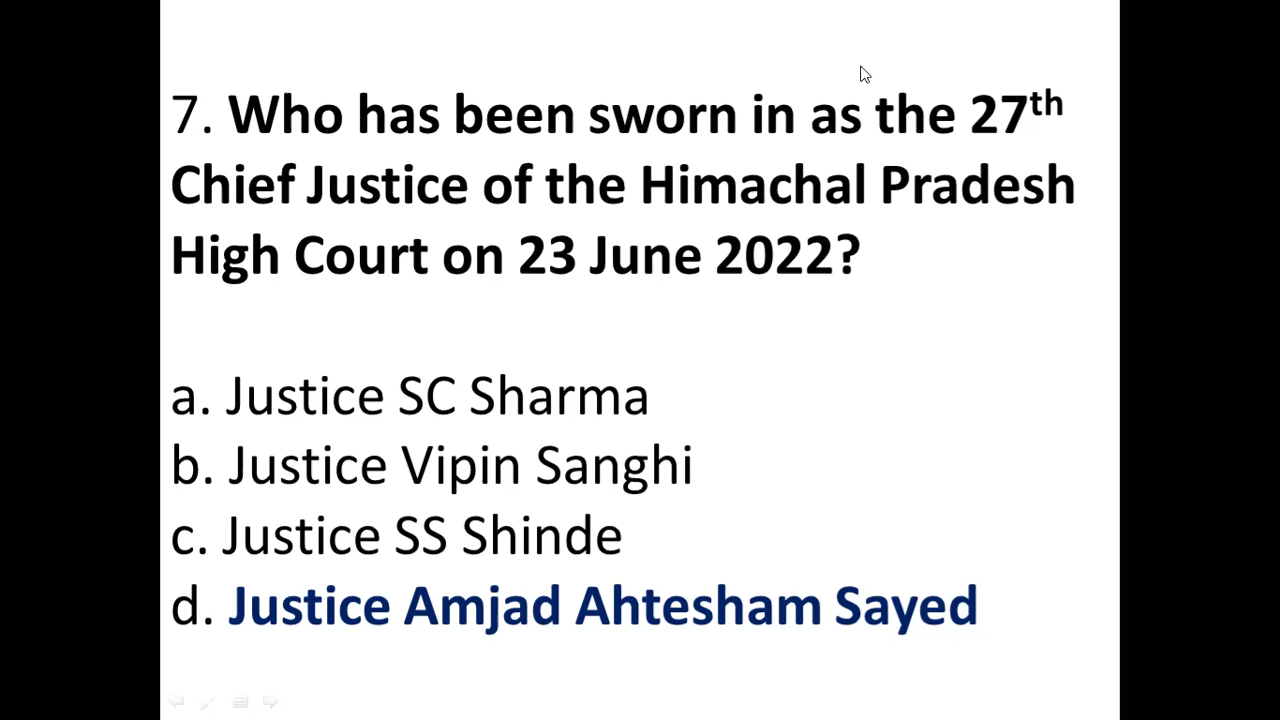 7. Who has been sworn in as the 27th
Chief Justice of the Himachal Pradesh
High Court on 23 June 2022?
a. Justice SC Sharma
b. Justice Vipin Sanghi
c. Justice SS Shinde
d. Justice Amjad Ahtesham Sayed